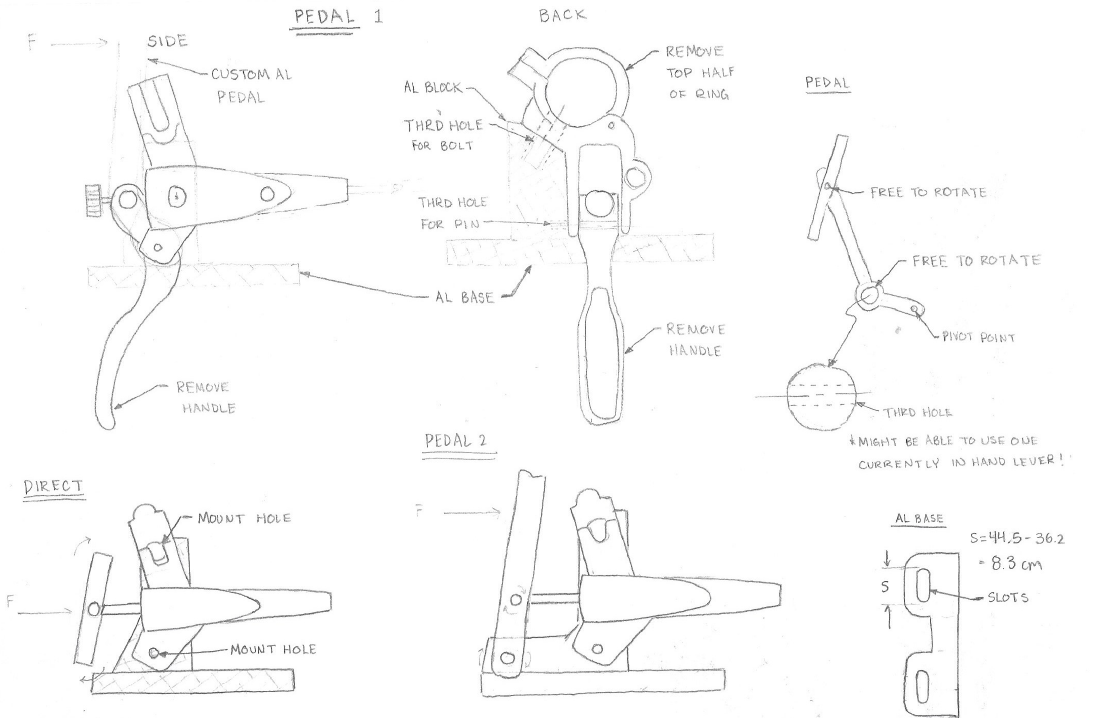 PEDAL 1
F
SIDE
CUSTOM AL
PEDAL
BACK
REMOVE
TOP HALF
OF RING
AL BLOCK
THRD HOLE
FOR BOLT
THRD HOLE
FOR PIN
AL BASE
REMOVE
HANDLE
REMOVE
HANDLE
PEDAL
FREE TO ROTATE
FREE TO ROTATE
PIVOT POINT
THRD HOLE
* MIGHT BE ABLE TO USE ONE
CURRENTLY IN HAND LEVER!
DIRECT
MOUNT HOLE
F
MOUNT HOLE
PEDAL 2
F
AL BASE
S=44.5-36.2
= 8.3 cm
S
SLOTS